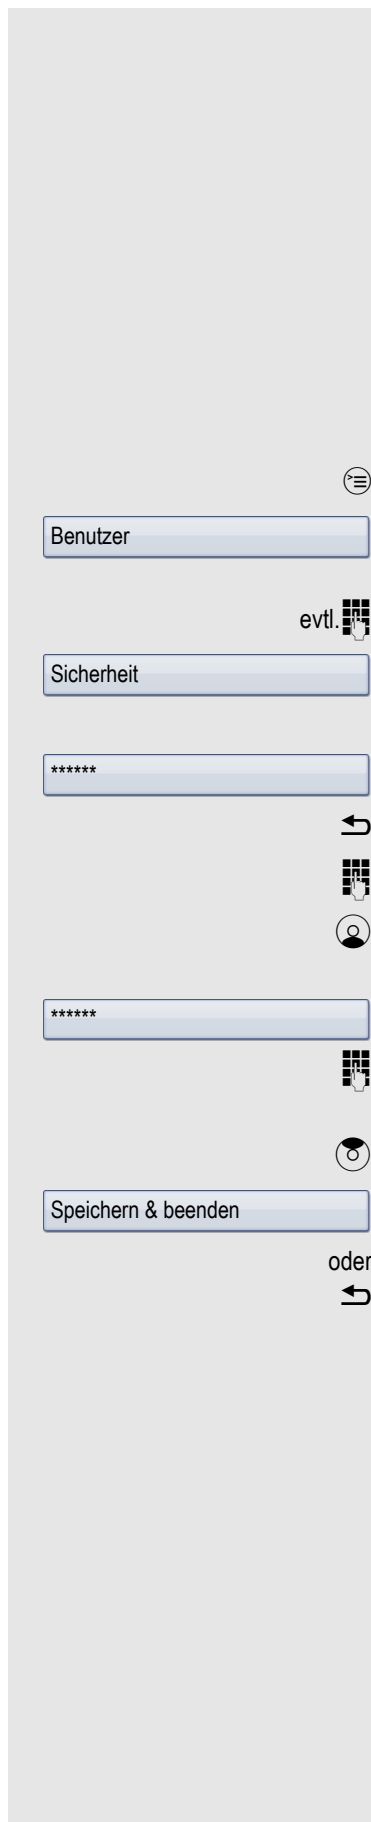 Benutzer
evtl.
Sicherheit
******
******
Speichern & beenden
oder